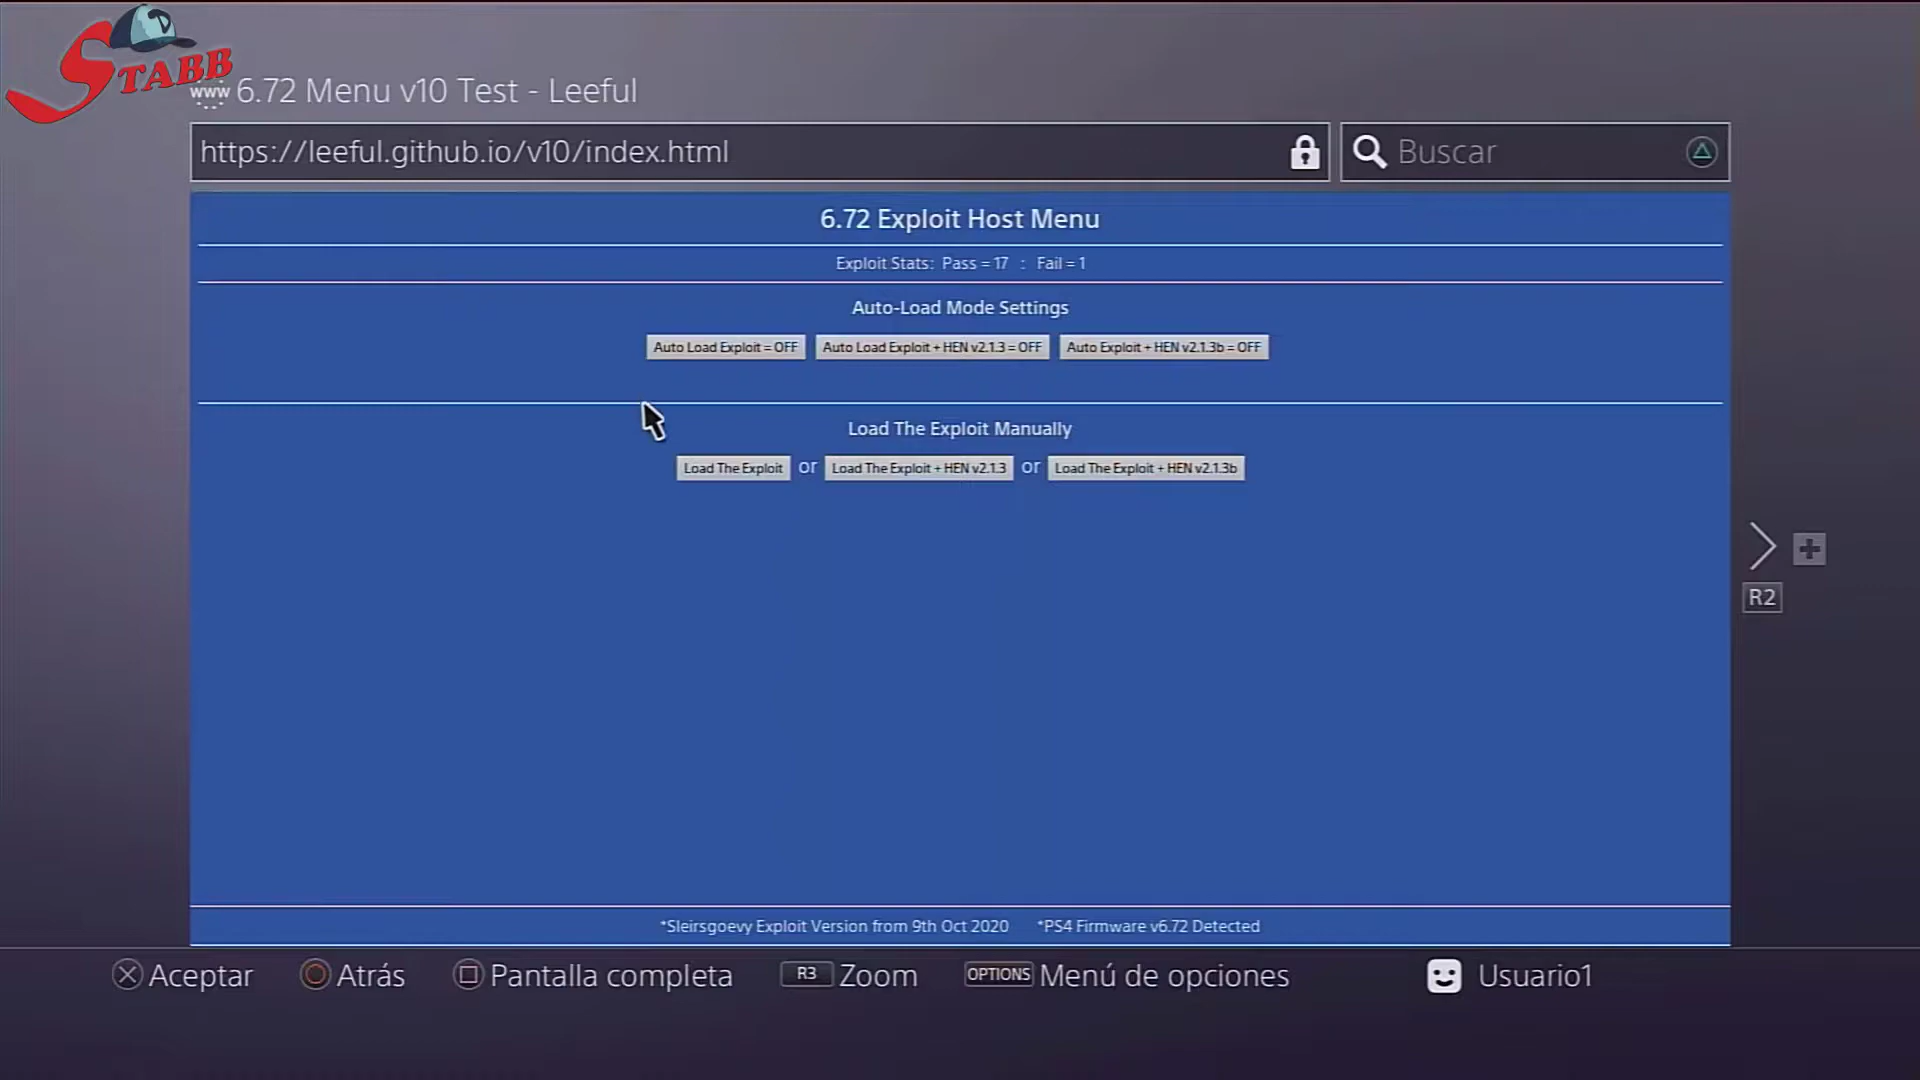 STABB
www 6.72 Menu v10 Test - Leeful
https://leeful.github.io/v10/index.html
Buscar
6.72 Exploit Host Menu
Exploit Stats: Pass = 17 : Fail = 1
Auto-Load Mode Settings
Auto Load Exploit = OFF Auto Load Exploit + HEN v2.1.3 = OFF Auto Exploit + HEN v2.1.3b = OFF
Load The Exploit Manually
Load The Exploit or Load The Exploit + HEN v2.1.3 or Load The Exploit + HEN v2.1.3b
R2
*Sleirsgoevy Exploit Version from 9th Oct 2020 *PS4 Firmware v6.72 Detected
Aceptar Atrás Pantalla completa R3 Zoom OPTIONS Menú de opciones Usuario1